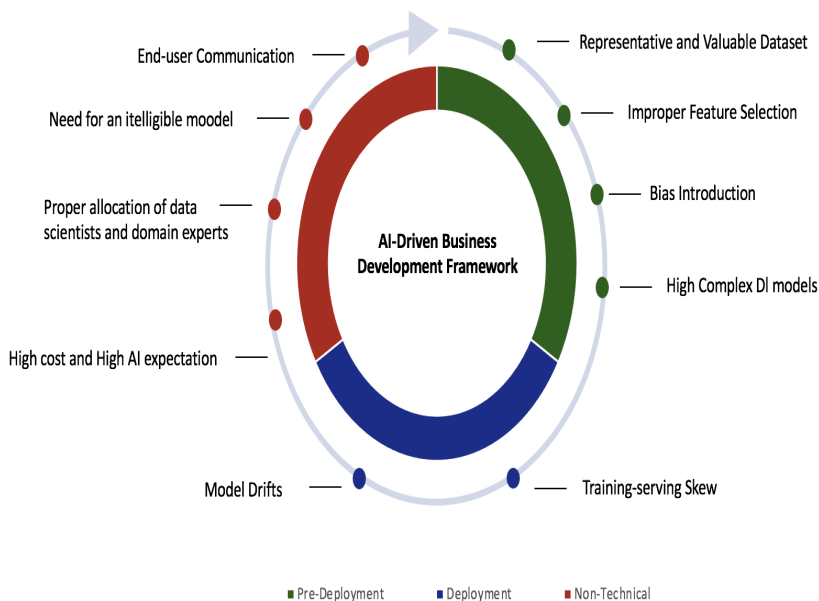 End-user Communication
Representative and Valuable Dataset
Need for an itelligible moodel
Improper Feature Selection
Proper allocation of data
scientists and domain experts
Bias Introduction
AI-Driven Business
Development Framework
High Complex Dl models
High cost and High AI expectation
Model Drifts
Training-serving Skew
Pre-Deployment
Deployment
Non-Technical